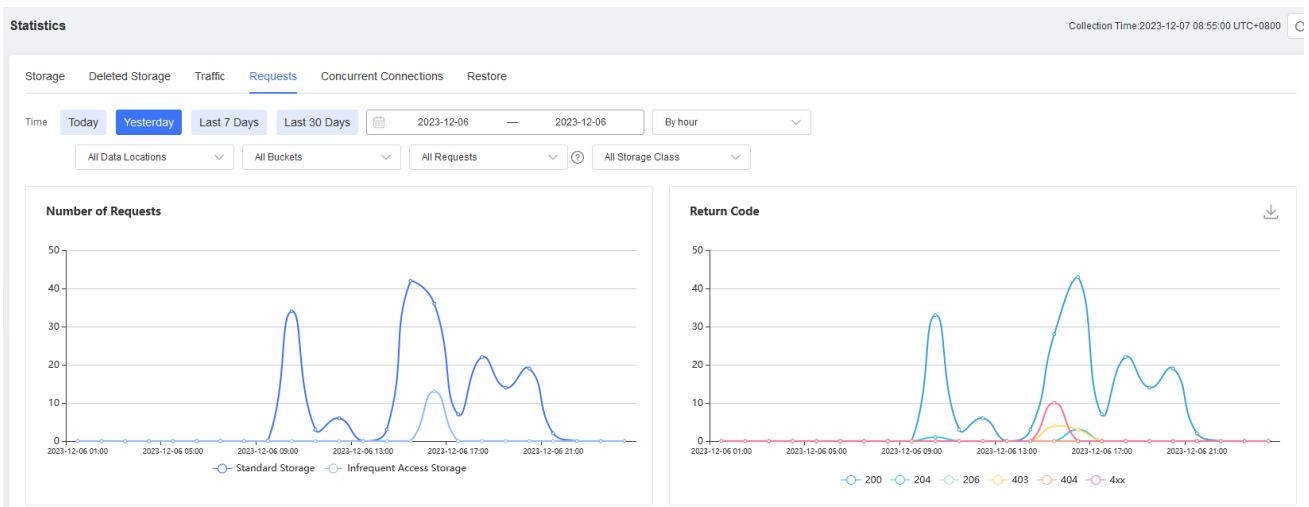 Statistics
Collection Time:2023-12-07 08:55:00 UTC+0800
Storage Deleted Storage Traffic Requests Concurrent Connections Restore
Time Today Yesterday Last 7 Days Last 30 Days 2023-12-06 — 2023-12-06 By hour
All Data Locations All Buckets All Requests ? All Storage Class
Number of Requests
50
40
30
20
10
0
2023-12-06 01:00 2023-12-06 05:00 2023-12-06 09:00 2023-12-06 13:00 2023-12-06 17:00 2023-12-06 21:00
Standard Storage Infrequent Access Storage
Return Code
50
40
30
20
10
0
2023-12-06 01:00 2023-12-06 05:00 2023-12-06 09:00 2023-12-06 13:00 2023-12-06 17:00 2023-12-06 21:00
200 204 206 403 404 4xx